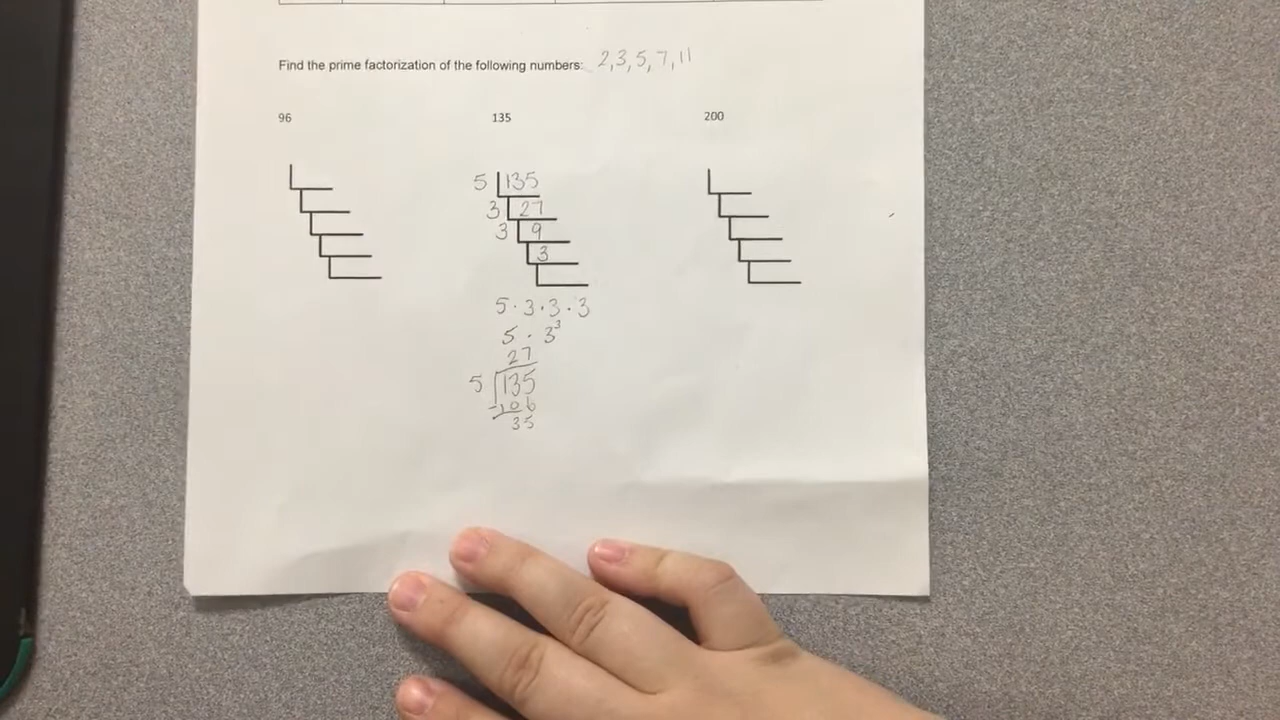 Find the prime factorization of the following numbers: 2,3,5,7,11
96 135 200
5 135
3 27
3 9
3
5 · 3 · 3 · 3
5 · 3³
27
5 135
-106
35